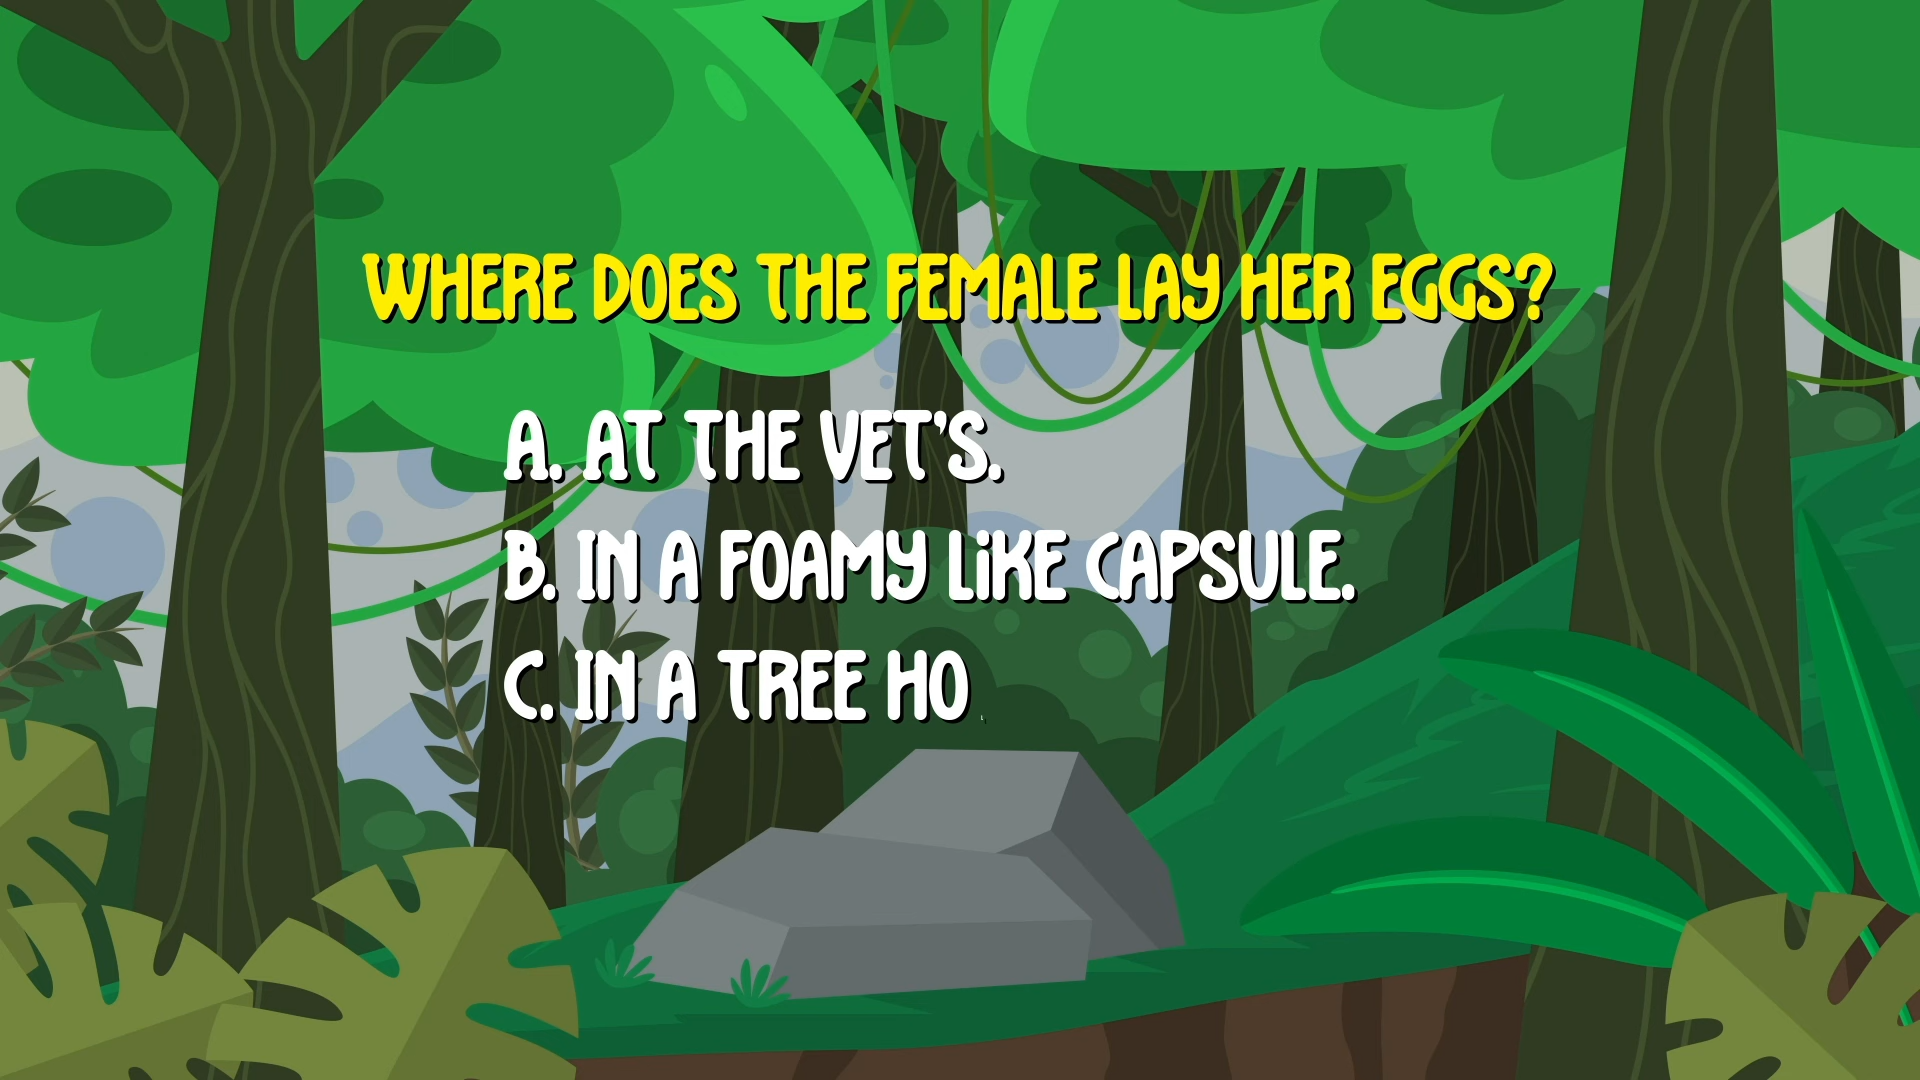 WHERE DOES THE FEMALE LAY HER EGGS?
A. AT THE VET'S.
B. IN A FOAMY LIKE CAPSULE.
C. IN A TREE HO